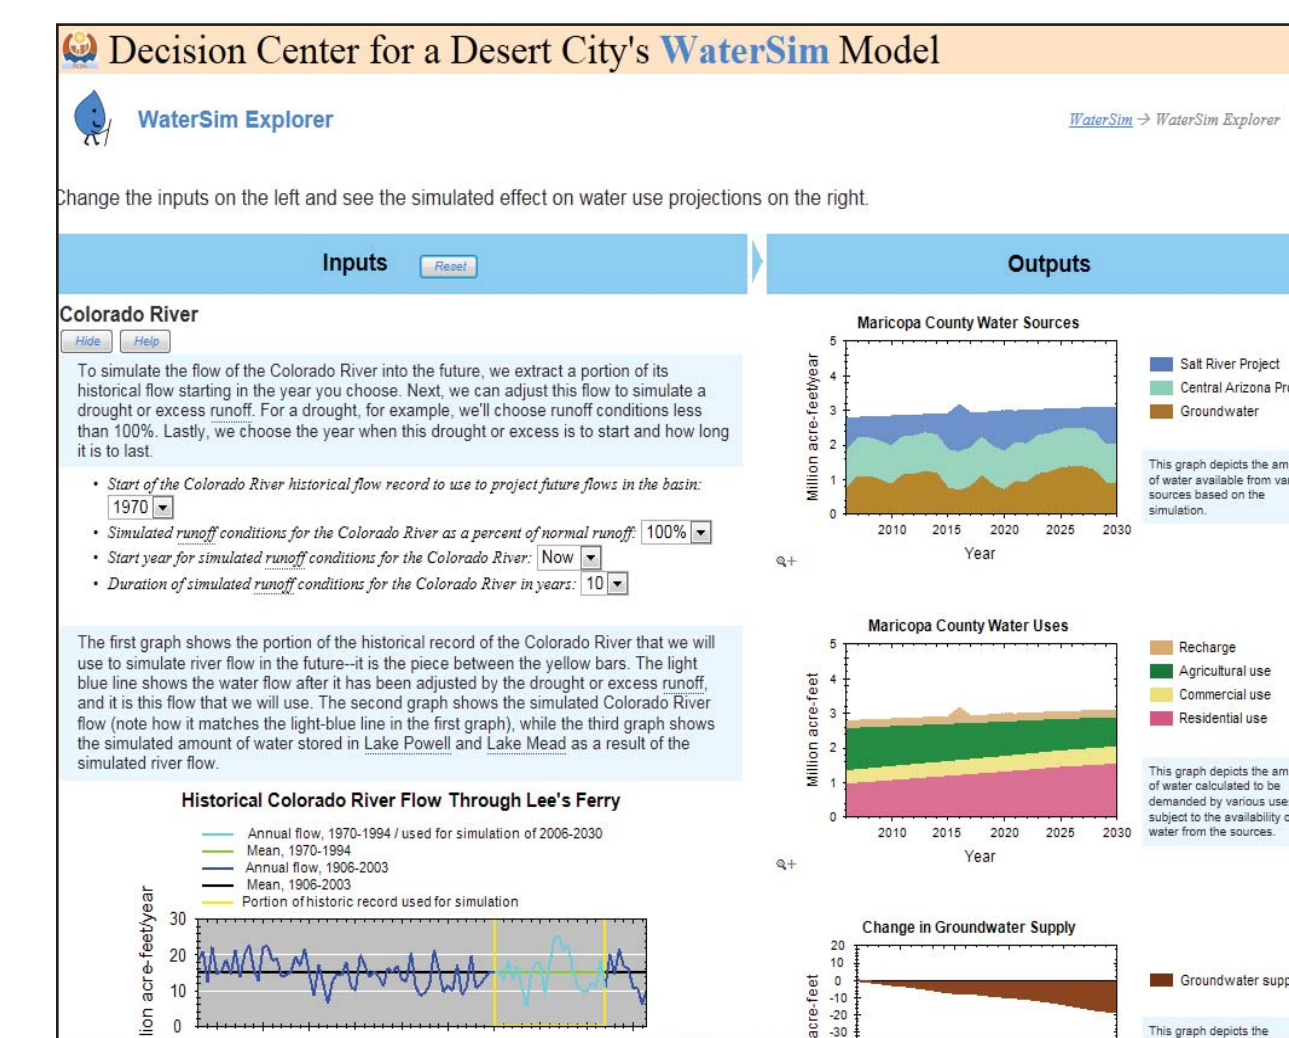 Decision Center for a Desert City's WaterSim Model
WaterSim Explorer
WaterSim → WaterSim Explorer
Change the inputs on the left and see the simulated effect on water use projections on the right.
Inputs
Reset
Outputs
Colorado River
Hide
Help
To simulate the flow of the Colorado River into the future, we extract a portion of its
historical flow starting in the year you choose. Next, we can adjust this flow to simulate a
drought or excess runoff. For a drought, for example, we'll choose runoff conditions less
than 100%. Lastly, we choose the year when this drought or excess is to start and how long
it is to last.
• Start of the Colorado River historical flow record to use to project future flows in the basin:
1970
• Simulated runoff conditions for the Colorado River as a percent of normal runoff: 100%
• Start year for simulated runoff conditions for the Colorado River: Now
• Duration of simulated runoff conditions for the Colorado River in years: 10
The first graph shows the portion of the historical record of the Colorado River that we will
use to simulate river flow in the future--it is the piece between the yellow bars. The light
blue line shows the water flow after it has been adjusted by the drought or excess runoff,
and it is this flow that we will use. The second graph shows the simulated Colorado River
flow (note how it matches the light-blue line in the first graph), while the third graph shows
the simulated amount of water stored in Lake Powell and Lake Mead as a result of the
simulated river flow.
Historical Colorado River Flow Through Lee's Ferry
Annual flow, 1970-1994 / used for simulation of 2006-2030
Mean, 1970-1994
Annual flow, 1906-2003
Mean, 1906-2003
Portion of historic record used for simulation
lion acre-feet/year
30
20
10
0
Maricopa County Water Sources
Million acre-feet/year
5
4
3
2
1
0
2010 2015 2020 2025 2030
Year
Salt River Project
Central Arizona Pro
Groundwater
This graph depicts the am
of water available from var
sources based on the
simulation.
Maricopa County Water Uses
Million acre-feet
5
4
3
2
1
0
2010 2015 2020 2025 2030
Year
Recharge
Agricultural use
Commercial use
Residential use
This graph depicts the am
of water calculated to be
demanded by various use
subject to the availability o
water from the sources.
Change in Groundwater Supply
acre-feet
20
10
0
-10
-20
-30
Groundwater supp
This graph depicts the